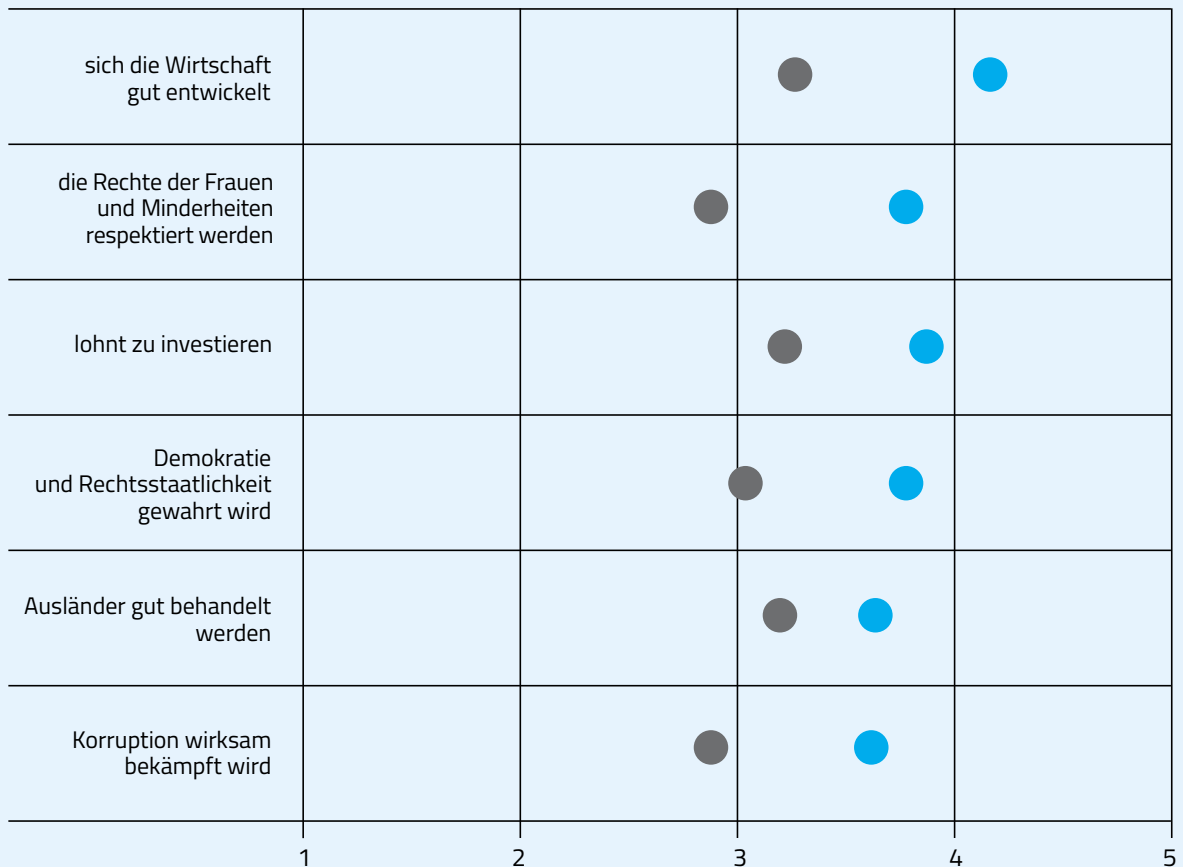 sich die Wirtschaft
gut entwickelt
die Rechte der Frauen
und Minderheiten
respektiert werden
lohnt zu investieren
Demokratie
und Rechtsstaatlichkeit
gewahrt wird
Ausländer gut behandelt
werden
Korruption wirksam
bekämpft wird
1 2 3 4 5